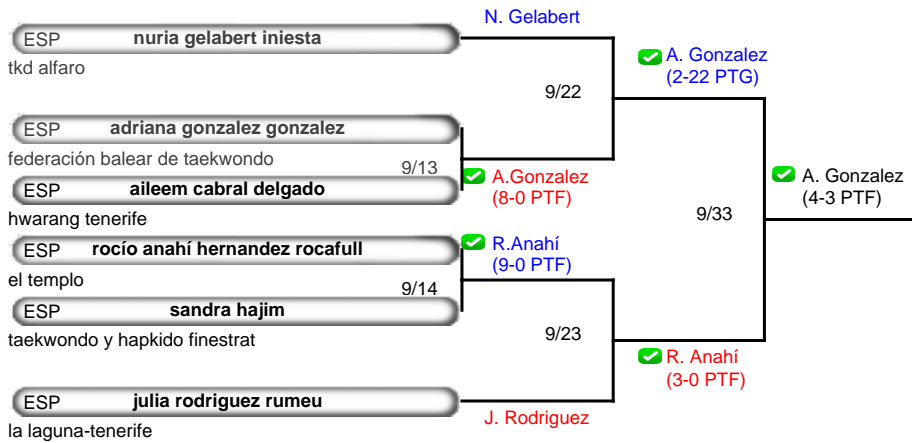 N. Gelabert
ESP nuria gelabert iniesta
tkd alfaro
A. Gonzalez
(2-22 PTG)
9/22
ESP adriana gonzalez gonzalez
federación balear de taekwondo
9/13
A.Gonzalez
(8-0 PTF)
ESP aileem cabral delgado
hwarang tenerife
A. Gonzalez
(4-3 PTF)
9/33
ESP rocío anahí hernandez rocafull
el templo
R.Anahí
(9-0 PTF)
9/14
ESP sandra hajim
taekwondo y hapkido finestrat
9/23
R. Anahí
(3-0 PTF)
ESP julia rodriguez rumeu
la laguna-tenerife
J. Rodriguez